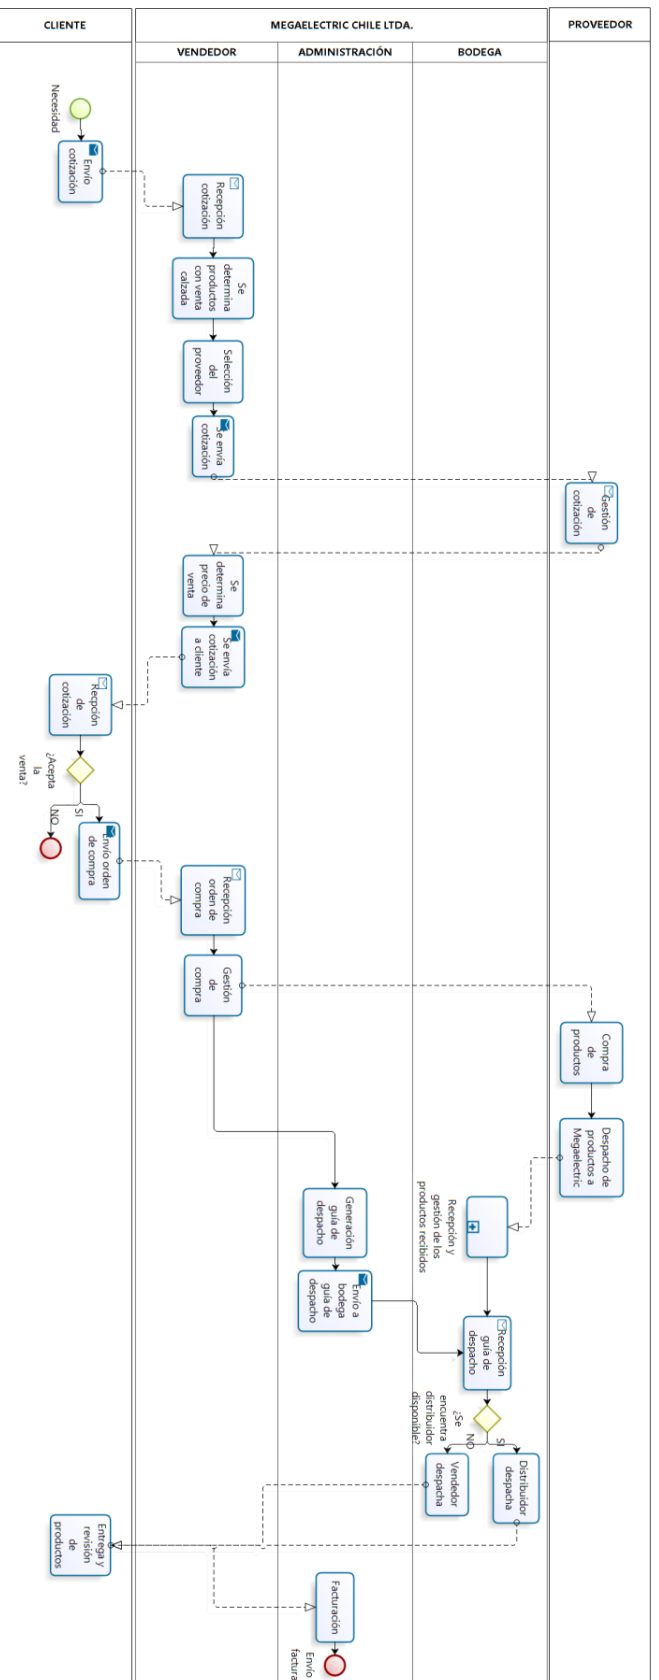 CLIENTE
MEGAELECTRIC CHILE LTDA.
PROVEEDOR
VENDEDOR
ADMINISTRACIÓN
BODEGA
Necesidad
Envío
cotización
Recepción
cotización
Se
determina
productos
con venta
calzada
Selección
del
proveedor
Se envía
cotización
Gestión
de
cotización
Se
determina
precio de
venta
Se envía
cotización
a cliente
Recpción
de
cotización
¿Acepta
la
venta?
SI
NO
Envío orden
de compra
Recepción
orden de
compra
Gestión
de
compra
Compra
de
productos
Despacho de
productos a
Megaelectric
Recepción y
gestión de los
productos recibidos
Generación
guía de
despacho
Envío a
bodega
guía de
despacho
Recepción
guía de
despacho
¿Se
encuentra
distribuidor
disponible?
SI
NO
Distribuidor
despacha
Vendedor
despacha
Entrega y
revisión
de
productos
Facturación
Envío
factura